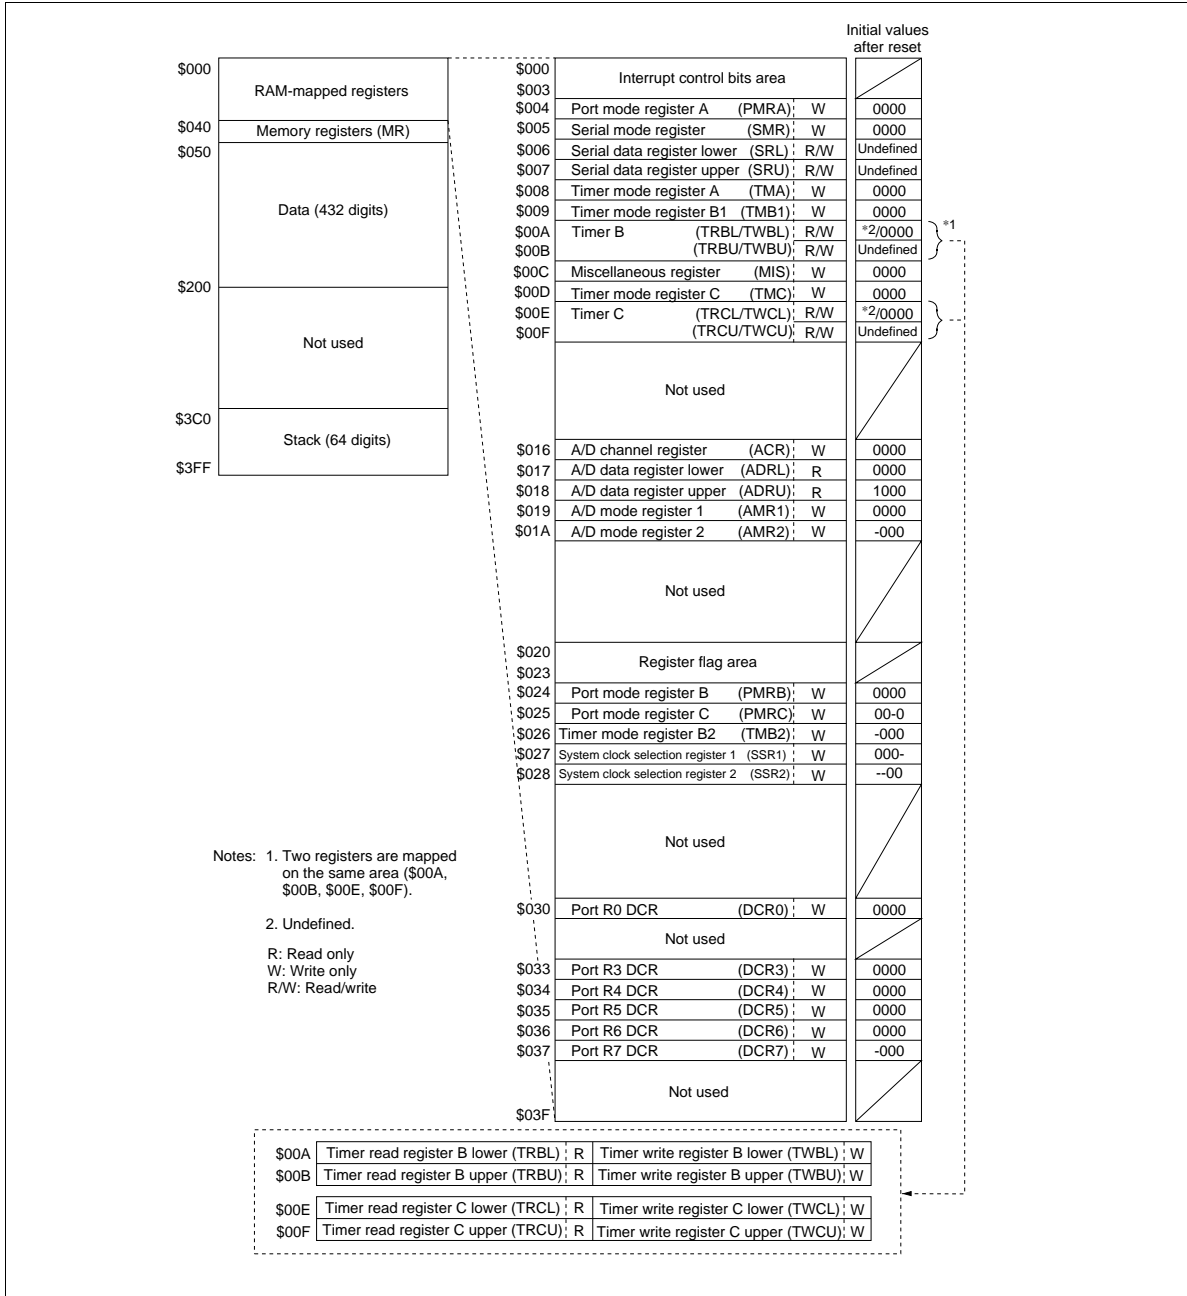 Initial values
after reset
$000
RAM-mapped registers
$040
Memory registers (MR)
$050
Data (432 digits)
$200
Not used
$3C0
Stack (64 digits)
$3FF
$000
Interrupt control bits area
$003
$004 Port mode register A (PMRA) W 0000
$005 Serial mode register (SMR) W 0000
$006 Serial data register lower (SRL) R/W Undefined
$007 Serial data register upper (SRU) R/W Undefined
$008 Timer mode register A (TMA) W 0000
$009 Timer mode register B1 (TMB1) W 0000
$00A Timer B (TRBL/TWBL) R/W *2/0000 *1
$00B (TRBU/TWBU) R/W Undefined
$00C Miscellaneous register (MIS) W 0000
$00D Timer mode register C (TMC) W 0000
$00E Timer C (TRCL/TWCL) R/W *2/0000
$00F (TRCU/TWCU) R/W Undefined
Not used
$016 A/D channel register (ACR) W 0000
$017 A/D data register lower (ADRL) R 0000
$018 A/D data register upper (ADRU) R 1000
$019 A/D mode register 1 (AMR1) W 0000
$01A A/D mode register 2 (AMR2) W -000
Not used
$020
Register flag area
$023
$024 Port mode register B (PMRB) W 0000
$025 Port mode register C (PMRC) W 00-0
$026 Timer mode register B2 (TMB2) W -000
$027 System clock selection register 1 (SSR1) W 000-
$028 System clock selection register 2 (SSR2) W --00
Not used
$030 Port R0 DCR (DCR0) W 0000
Not used
$033 Port R3 DCR (DCR3) W 0000
$034 Port R4 DCR (DCR4) W 0000
$035 Port R5 DCR (DCR5) W 0000
$036 Port R6 DCR (DCR6) W 0000
$037 Port R7 DCR (DCR7) W -000
Not used
$03F
Notes: 1. Two registers are mapped
on the same area ($00A,
$00B, $00E, $00F).
2. Undefined.
R: Read only
W: Write only
R/W: Read/write
$00A Timer read register B lower (TRBL) R Timer write register B lower (TWBL) W
$00B Timer read register B upper (TRBU) R Timer write register B upper (TWBU) W
$00E Timer read register C lower (TRCL) R Timer write register C lower (TWCL) W
$00F Timer read register C upper (TRCU) R Timer write register C upper (TWCU) W